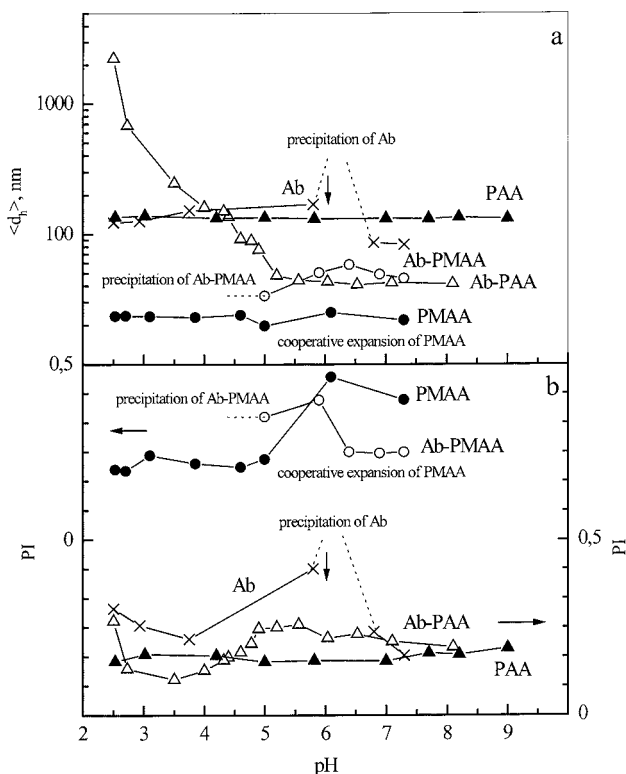 a
1000
precipitation of Ab
<dh>, nm
Ab
PAA
100
Ab-PMAA
precipitation of Ab-PMAA
Ab-PAA
PMAA
cooperative expansion of PMAA
0,5
b
precipitation of Ab-PMAA
PMAA
Ab-PMAA
cooperative expansion of PMAA
precipitation of Ab
PI
0
0,5
PI
Ab
Ab-PAA
PAA
0
2 3 4 5 6 7 8 9
pH